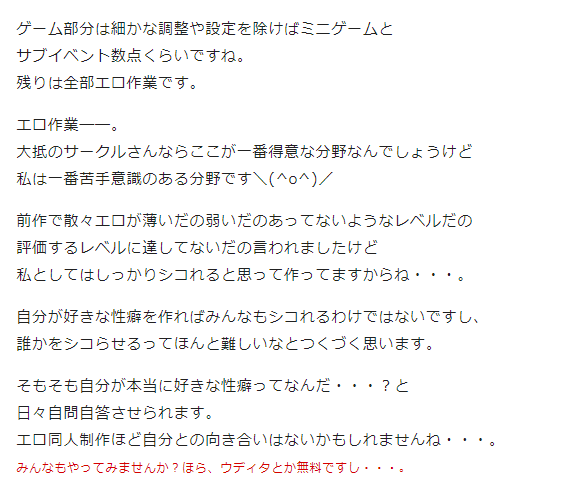 ゲーム部分は細かな調整や設定を除けばミニゲームと
サブイベント数点くらいですね。
残りは全部エロ作業です。
エロ作業――。
大抵のサークルさんならここが一番得意な分野なんでしょうけど
私は一番苦手意識のある分野です＼(^o^)／
前作で散々エロが薄いだの弱いだのあってないようなレベルだの
評価するレベルに達してないだの言われましたけど
私としてはしっかりシコれると思って作ってますからね・・・。
自分が好きな性癖を作ればみんなもシコれるわけではないですし、
誰かをシコらせるってほんと難しいなとつくづく思います。
そもそも自分が本当に好きな性癖ってなんだ・・・？と
日々自問自答させられます。
エロ同人制作ほど自分との向き合いはないかもしれませんね・・・。
みんなもやってみませんか？ほら、ウディタとか無料ですし・・・。